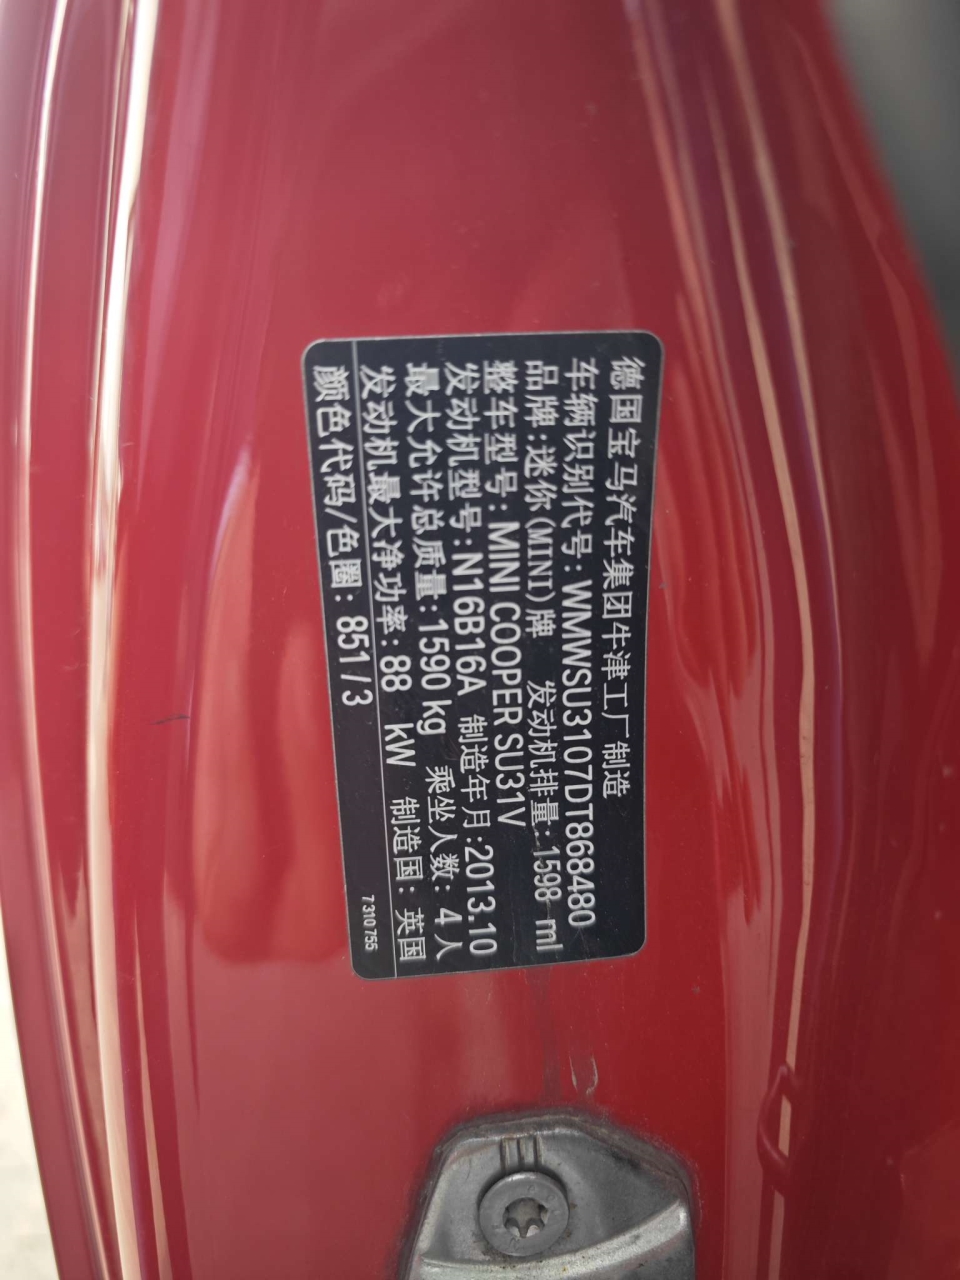 德国宝马汽车集团牛津工厂制造
车辆识别代号: WMWSU3107DT868480
品牌:迷你(MINI)牌 发动机排量:1598 ml
整车型号: MINI COOPER SU31V
发动机型号: N16B16A 制造年月:2013.10
最大允许总质量:1590 kg 乘坐人数: 4 人
发动机最大净功率: 88 kW 制造国: 英国
颜色代码/色圈: 851 / 3 7 310 755